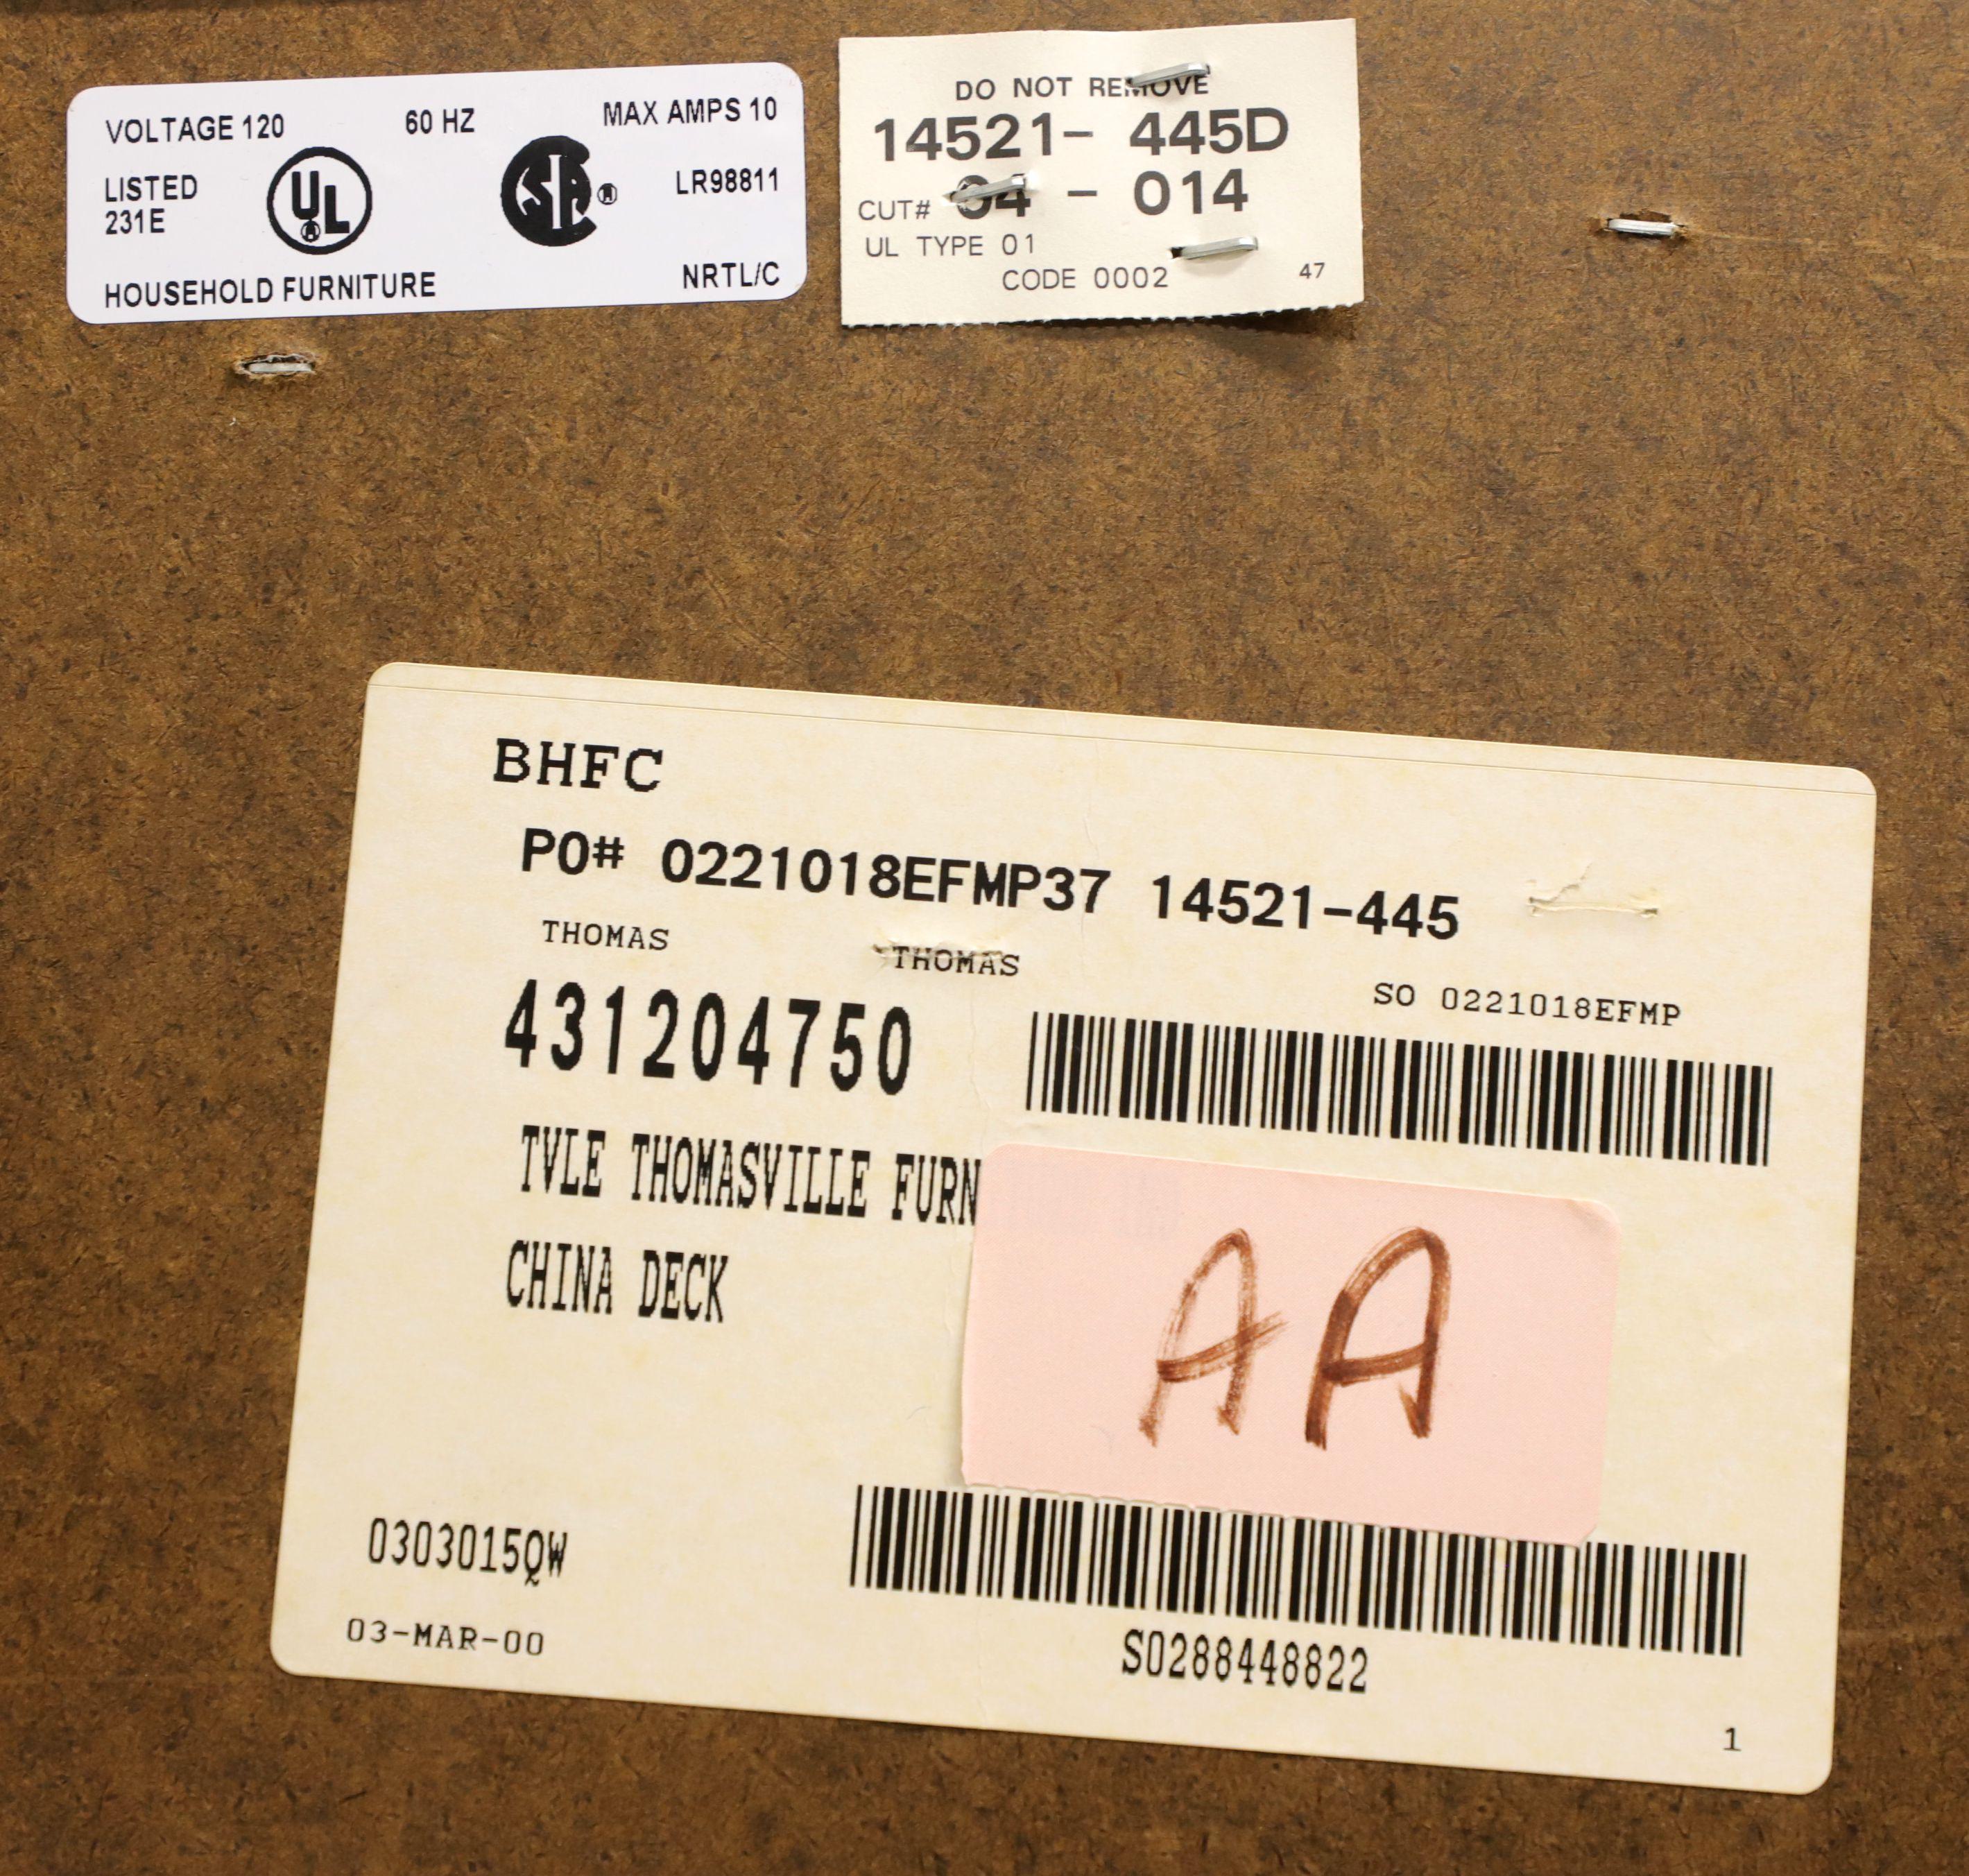 VOLTAGE 120 60 HZ MAX AMPS 10
LISTED UL SA ® LR98811
231E
HOUSEHOLD FURNITURE NRTL/C
DO NOT REMOVE
14521- 445D
CUT# 04 - 014
UL TYPE 01
CODE 0002 47
BHFC
PO# 0221018EFMP37 14521-445
THOMAS THOMAS
SO 0221018EFMP
431204750
TVLE THOMASVILLE FURN
CHINA DECK
AA
0303015QW
03-MAR-00
S0288448822
1